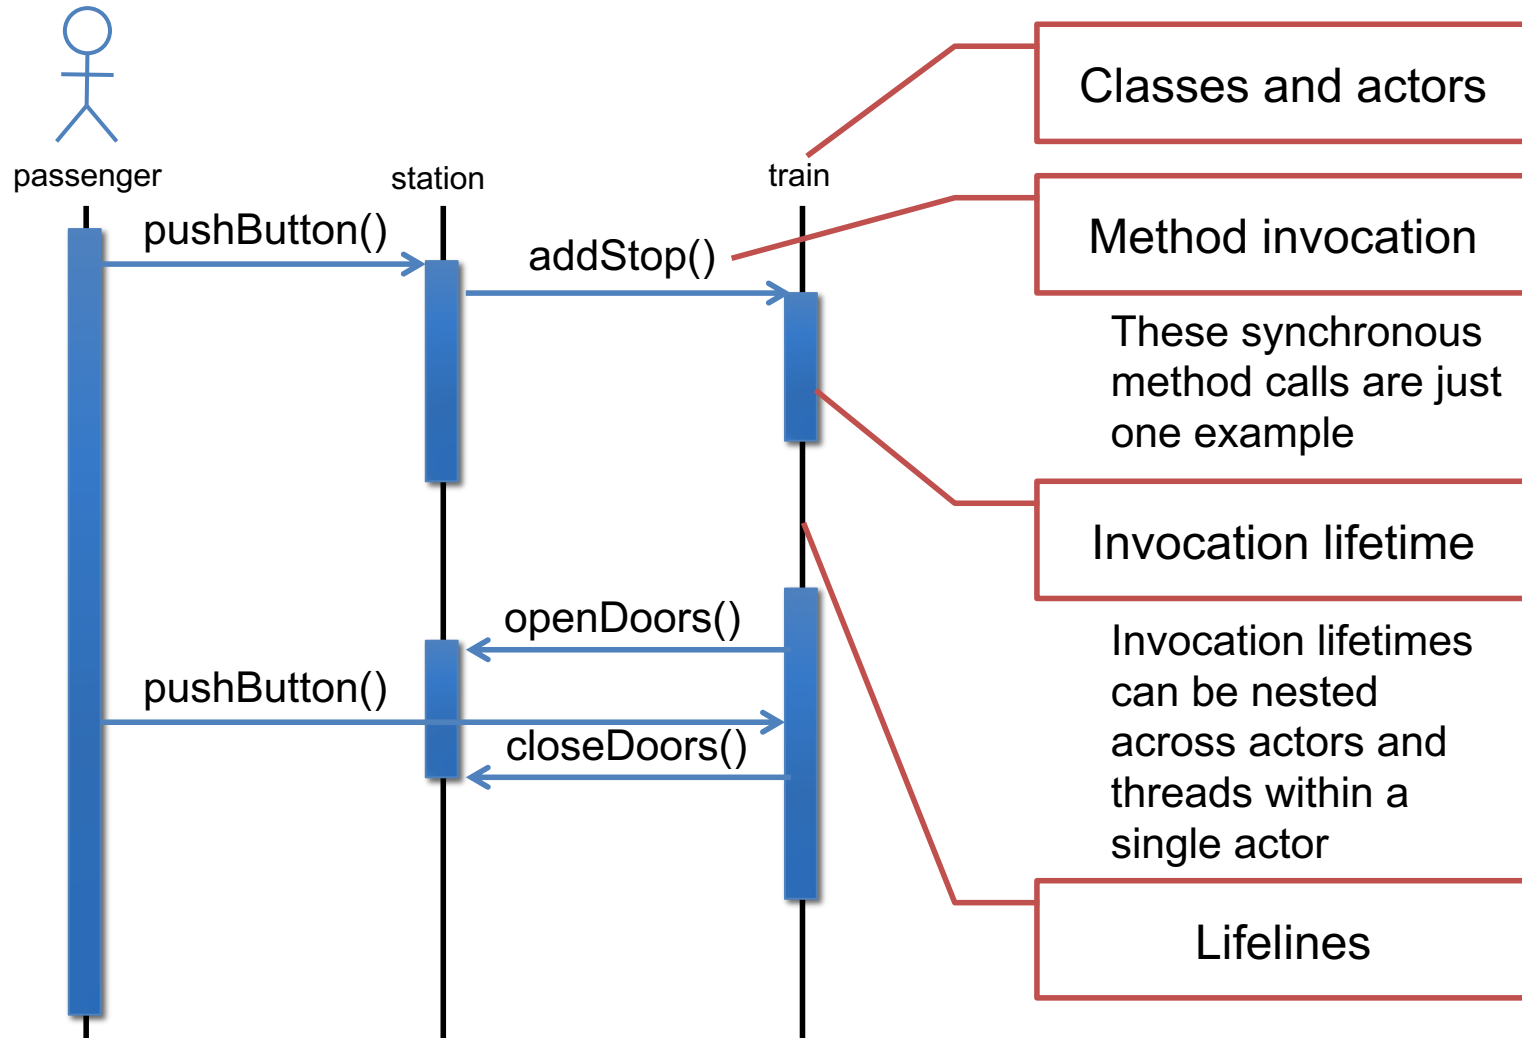 Classes and actors
passenger
station
train
pushButton()
addStop()
Method invocation
These synchronous
method calls are just
one example
Invocation lifetime
openDoors()
pushButton()
closeDoors()
Invocation lifetimes
can be nested
across actors and
threads within a
single actor
Lifelines